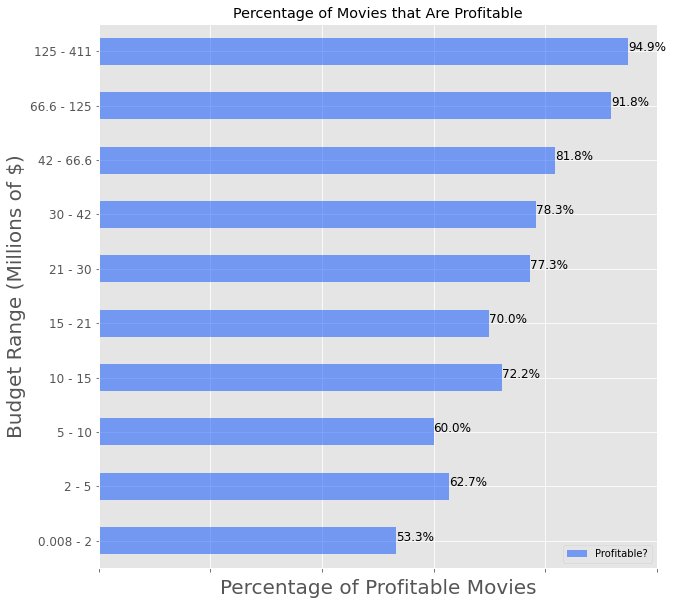 Percentage of Movies that Are Profitable
Budget Range (Millions of $)
125 - 411
94.9%
66.6 - 125
91.8%
42 - 66.6
81.8%
30 - 42
78.3%
21 - 30
77.3%
15 - 21
70.0%
10 - 15
72.2%
5 - 10
60.0%
2 - 5
62.7%
0.008 - 2
53.3%
Profitable?
Percentage of Profitable Movies